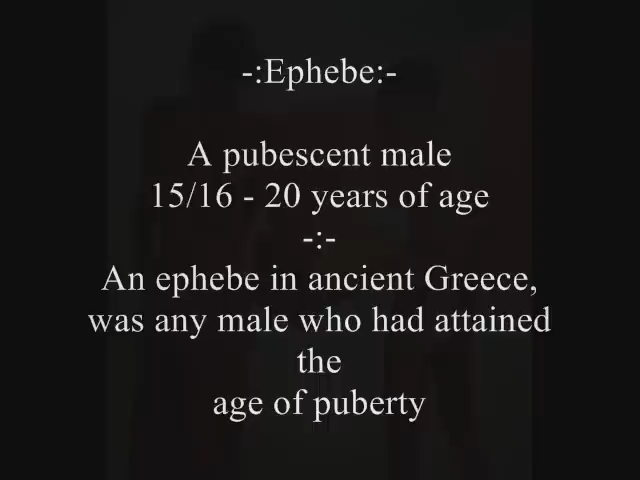 -:Ephebe:-
A pubescent male
15/16 - 20 years of age
-:-
An ephebe in ancient Greece,
was any male who had attained
the
age of puberty